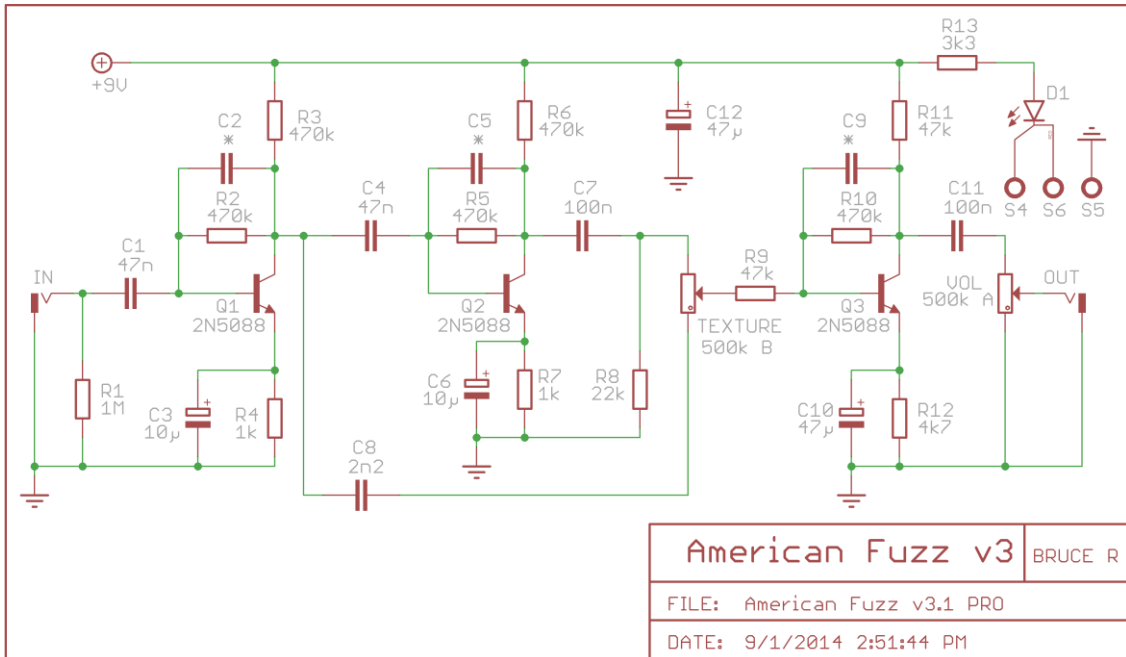 R13
3k3
+9V
D1
C2
*
R3
470k
C5
*
R6
470k
C12
47µ
C9
*
R11
47k
S4
S6
S5
R2
470k
C4
47n
R5
470k
C7
100n
R10
470k
C11
100n
C1
47n
IN
R9
47k
VOL
500k A
OUT
Q1
2N5088
Q2
2N5088
TEXTURE
500k B
Q3
2N5088
R1
1M
C3
10µ
R4
1k
C6
10µ
R7
1k
R8
22k
C10
47µ
R12
4k7
C8
2n2
American Fuzz v3
BRUCE R
FILE: American Fuzz v3.1 PRO
DATE: 9/1/2014 2:51:44 PM